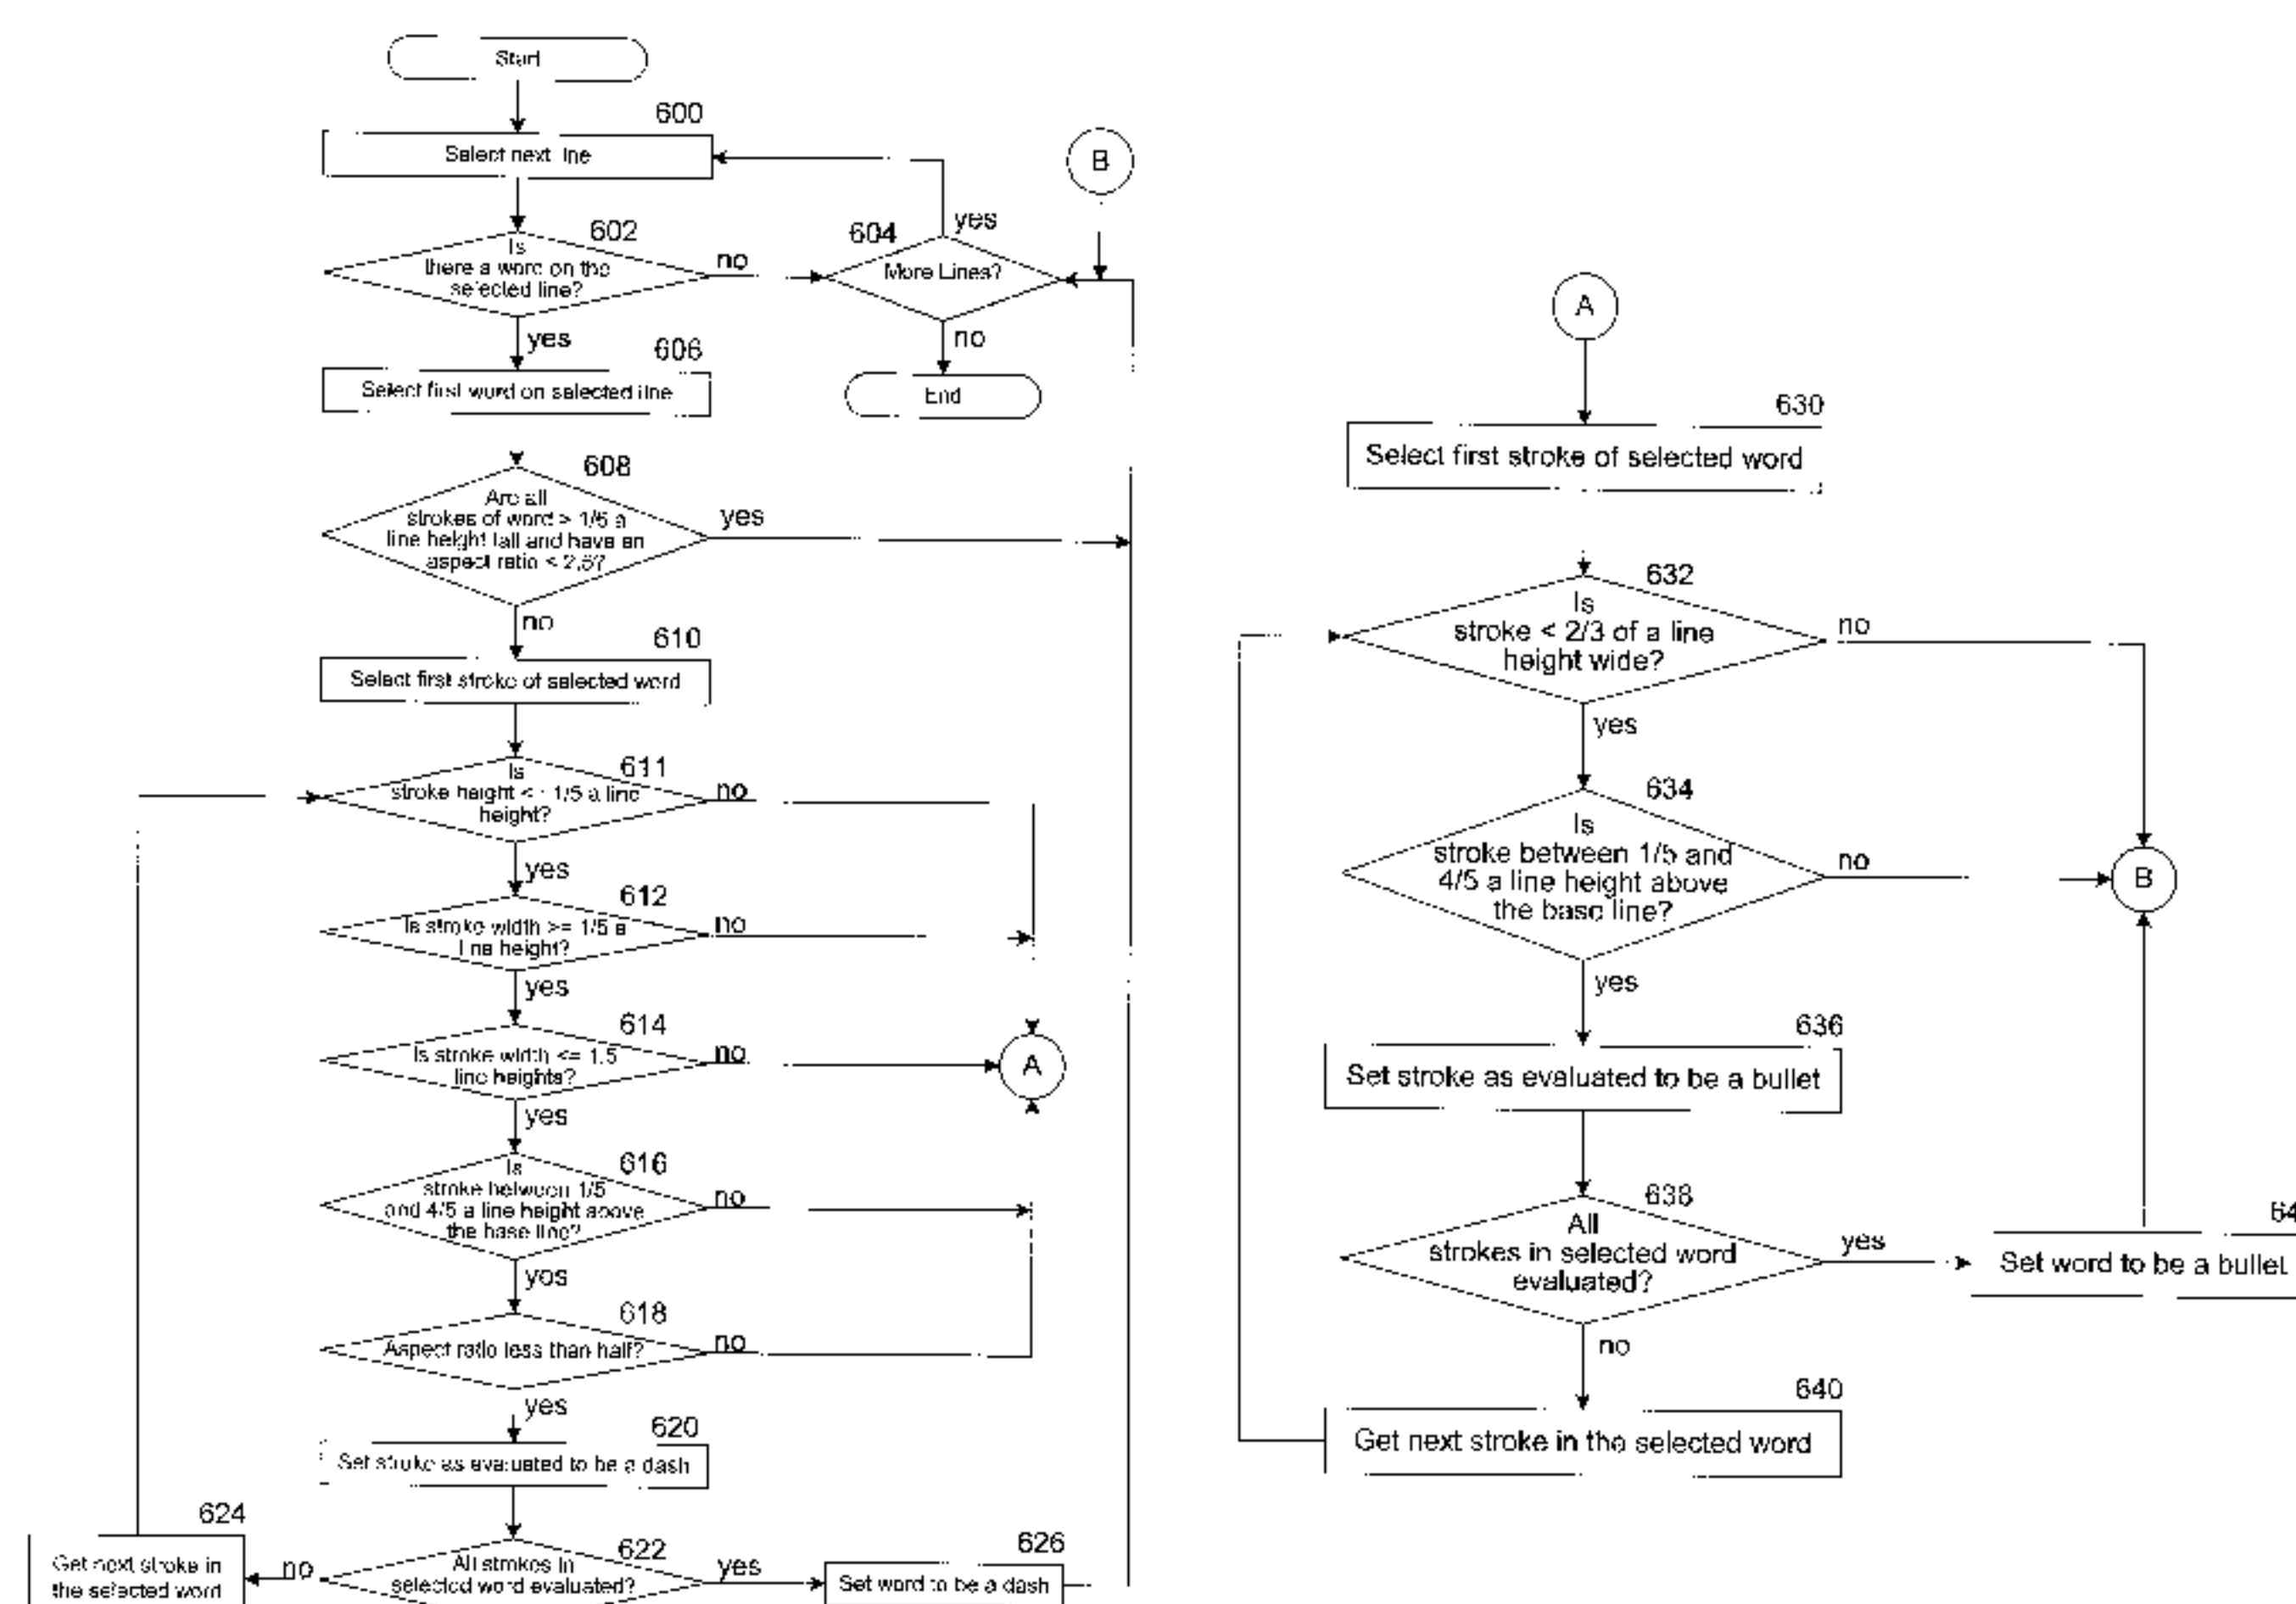 Start
600
Select next line
602
Is
there a word on the
selected line?
no
yes
604
More Lines?
yes
no
B
End
606
Select first word on selected line
608
Are all
strokes of word > 1/5 a
line height tall and have an
aspect ratio <
yes
no
610
Select first stroke of selected word
611
Is
stroke height < 1/5 a line
height?
no
yes
612
Is stroke width >= 1/5 a
line height?
no
yes
614
Is stroke width <= 1.5
line heights?
no
A
yes
616
Is
stroke between 1/5
and 4/5 a line height above
the base line?
no
yes
618
Aspect ratio less than half?
no
yes
620
Set stroke as evaluated to be a dash
622
All strokes in
selected word evaluated?
no
yes
624
Get next stroke in
the selected word
626
Set word to be a dash
A
630
Select first stroke of selected word
632
Is
stroke < 2/3 of a line
height wide?
no
yes
634
Is
stroke between 1/5 and
4/5 a line height above
the base line?
no
B
yes
636
Set stroke as evaluated to be a bullet
638
All
strokes in selected word
evaluated?
yes
no
64
Set word to be a bullet
640
Get next stroke in the selected word